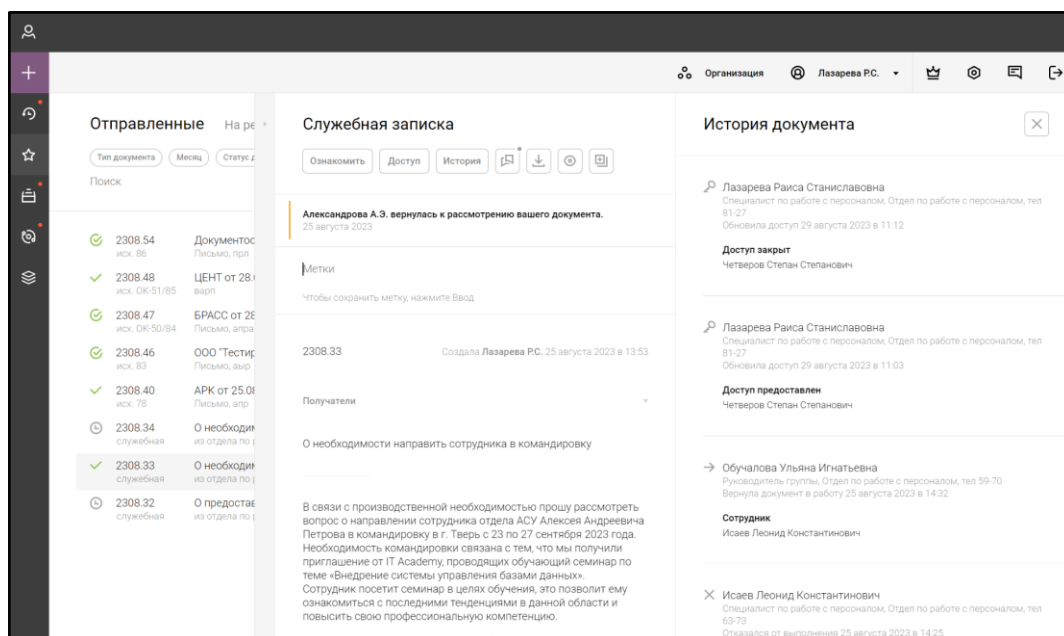 Организация
Лазарева Р.С.
Отправленные
На ре
Тип документа
Месяц
Статус д
Поиск
2308.54
Документос
исх. 86
Письмо, прл
2308.48
ЦЕНТ от 28.
исх. ОК-51/85
варп
2308.47
БРАСС от 28
исх. ОК-50/84
Письмо, апра
2308.46
ООО "Тестир
исх. 83
Письмо, выр
2308.40
АРК от 25.08
исх. 78
Письмо, апр
2308.34
О необходим
служебная
из отдела по р
2308.33
О необходим
служебная
из отдела по р
2308.32
О предостав
служебная
из отдела по р
Служебная записка
Ознакомить
Доступ
История
Александрова А.Э. вернулась к рассмотрению вашего документа.
25 августа 2023
Метки
Чтобы сохранить метку, нажмите Ввод
2308.33
Создала Лазарева Р.С. 25 августа 2023 в 13:53
Получатели
О необходимости направить сотрудника в командировку
В связи с производственной необходимостью прошу рассмотреть
вопрос о направлении сотрудника отдела АСУ Алексея Андреевича
Петрова в командировку в г. Тверь с 23 по 27 сентября 2023 года.
Необходимость командировки связана с тем, что мы получили
приглашение от IT Academy, проводящих обучающий семинар по
теме «Внедрение системы управления базами данных».
Сотрудник посетит семинар в целях обучения, это позволит ему
ознакомиться с последними тенденциями в данной области и
повысить свою профессиональную компетенцию.
История документа
Лазарева Раиса Станиславовна
Специалист по работе с персоналом, Отдел по работе с персоналом, тел
81-27
Обновила доступ 29 августа 2023 в 11:12
Доступ закрыт
Четверов Степан Степанович
Лазарева Раиса Станиславовна
Специалист по работе с персоналом, Отдел по работе с персоналом, тел
81-27
Обновила доступ 29 августа 2023 в 11:03
Доступ предоставлен
Четверов Степан Степанович
Обучалова Ульяна Игнатьевна
Руководитель группы, Отдел по работе с персоналом, тел 59-70
Вернула документ в работу 25 августа 2023 в 14:32
Сотрудник
Исаев Леонид Константинович
Исаев Леонид Константинович
Специалист по работе с персоналом, Отдел по работе с персоналом, тел
63-73
Отказался от выполнения 25 августа 2023 в 14:25